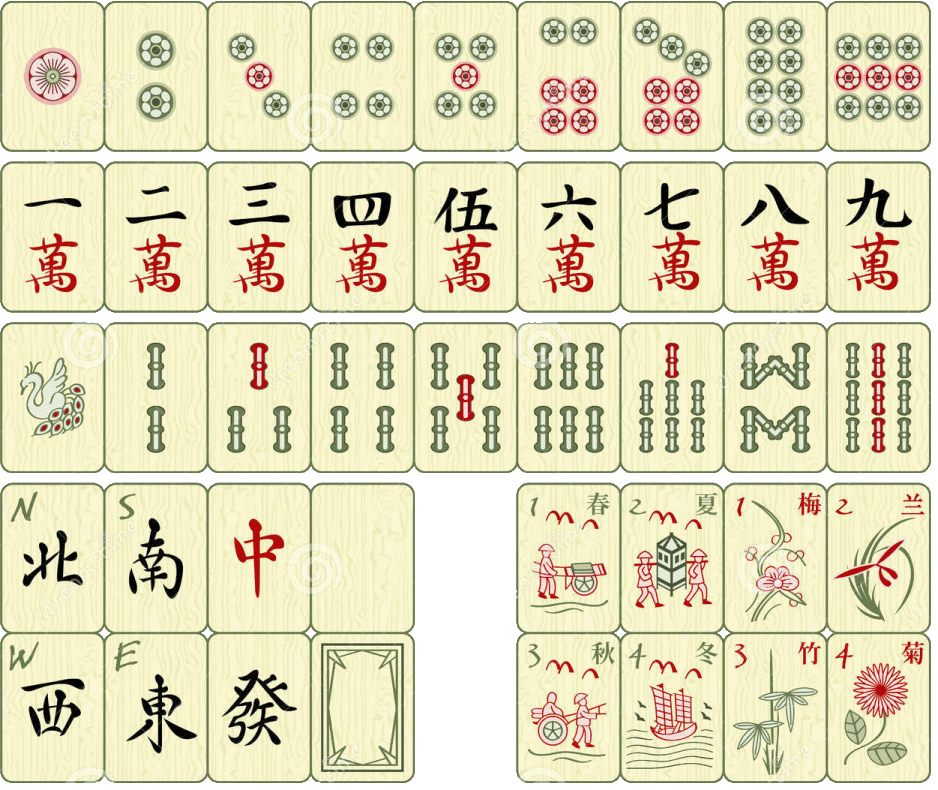 一 二 三 四 伍 六 七 八 九
萬 萬 萬 萬 萬 萬 萬 萬 萬
N S 1 春 2 夏 1 梅 2 兰
北 南 中
W E 3 秋 4 冬 3 竹 4 菊
西 東 發